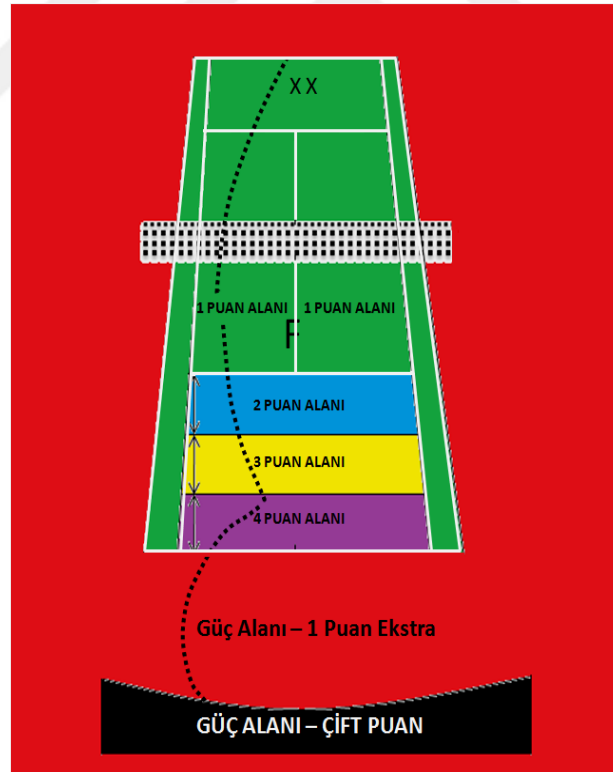 X X
1 PUAN ALANI 1 PUAN ALANI
F
2 PUAN ALANI
3 PUAN ALANI
4 PUAN ALANI
Güç Alanı – 1 Puan Ekstra
GÜÇ ALANI – ÇİFT PUAN